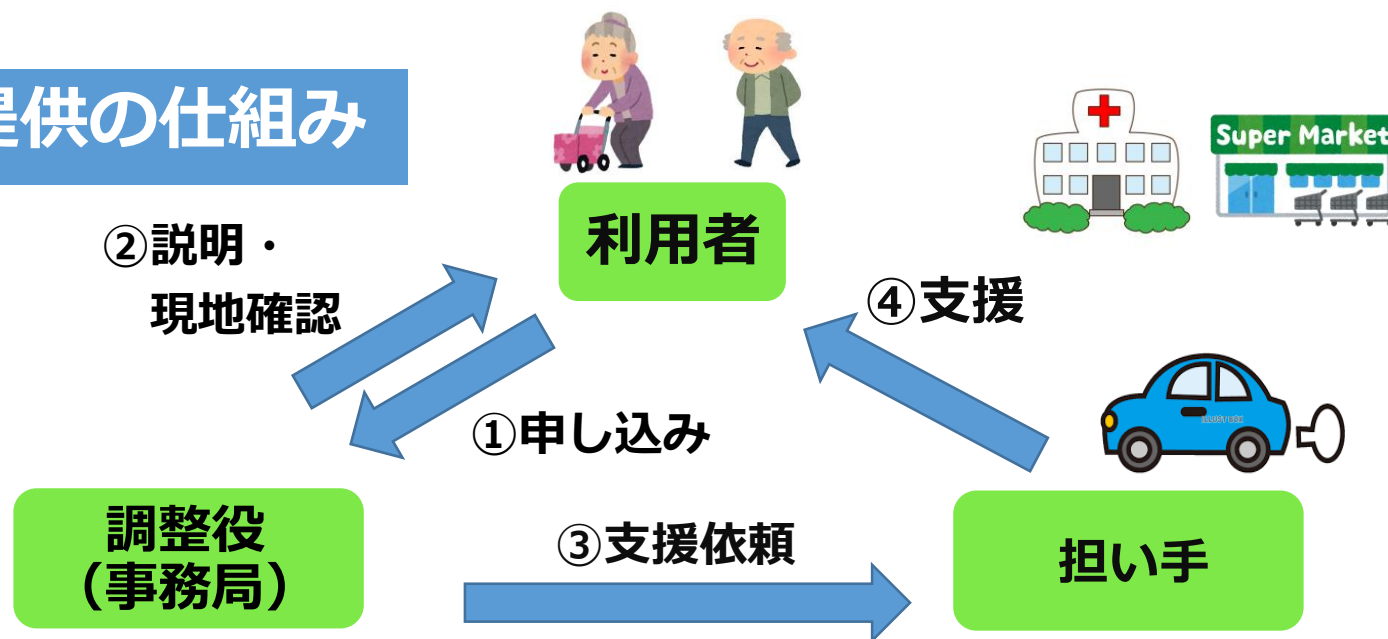 提供の仕組み
利用者
Super Market
②説明・
現地確認
④支援
①申し込み
調整役
（事務局）
③支援依頼
担い手